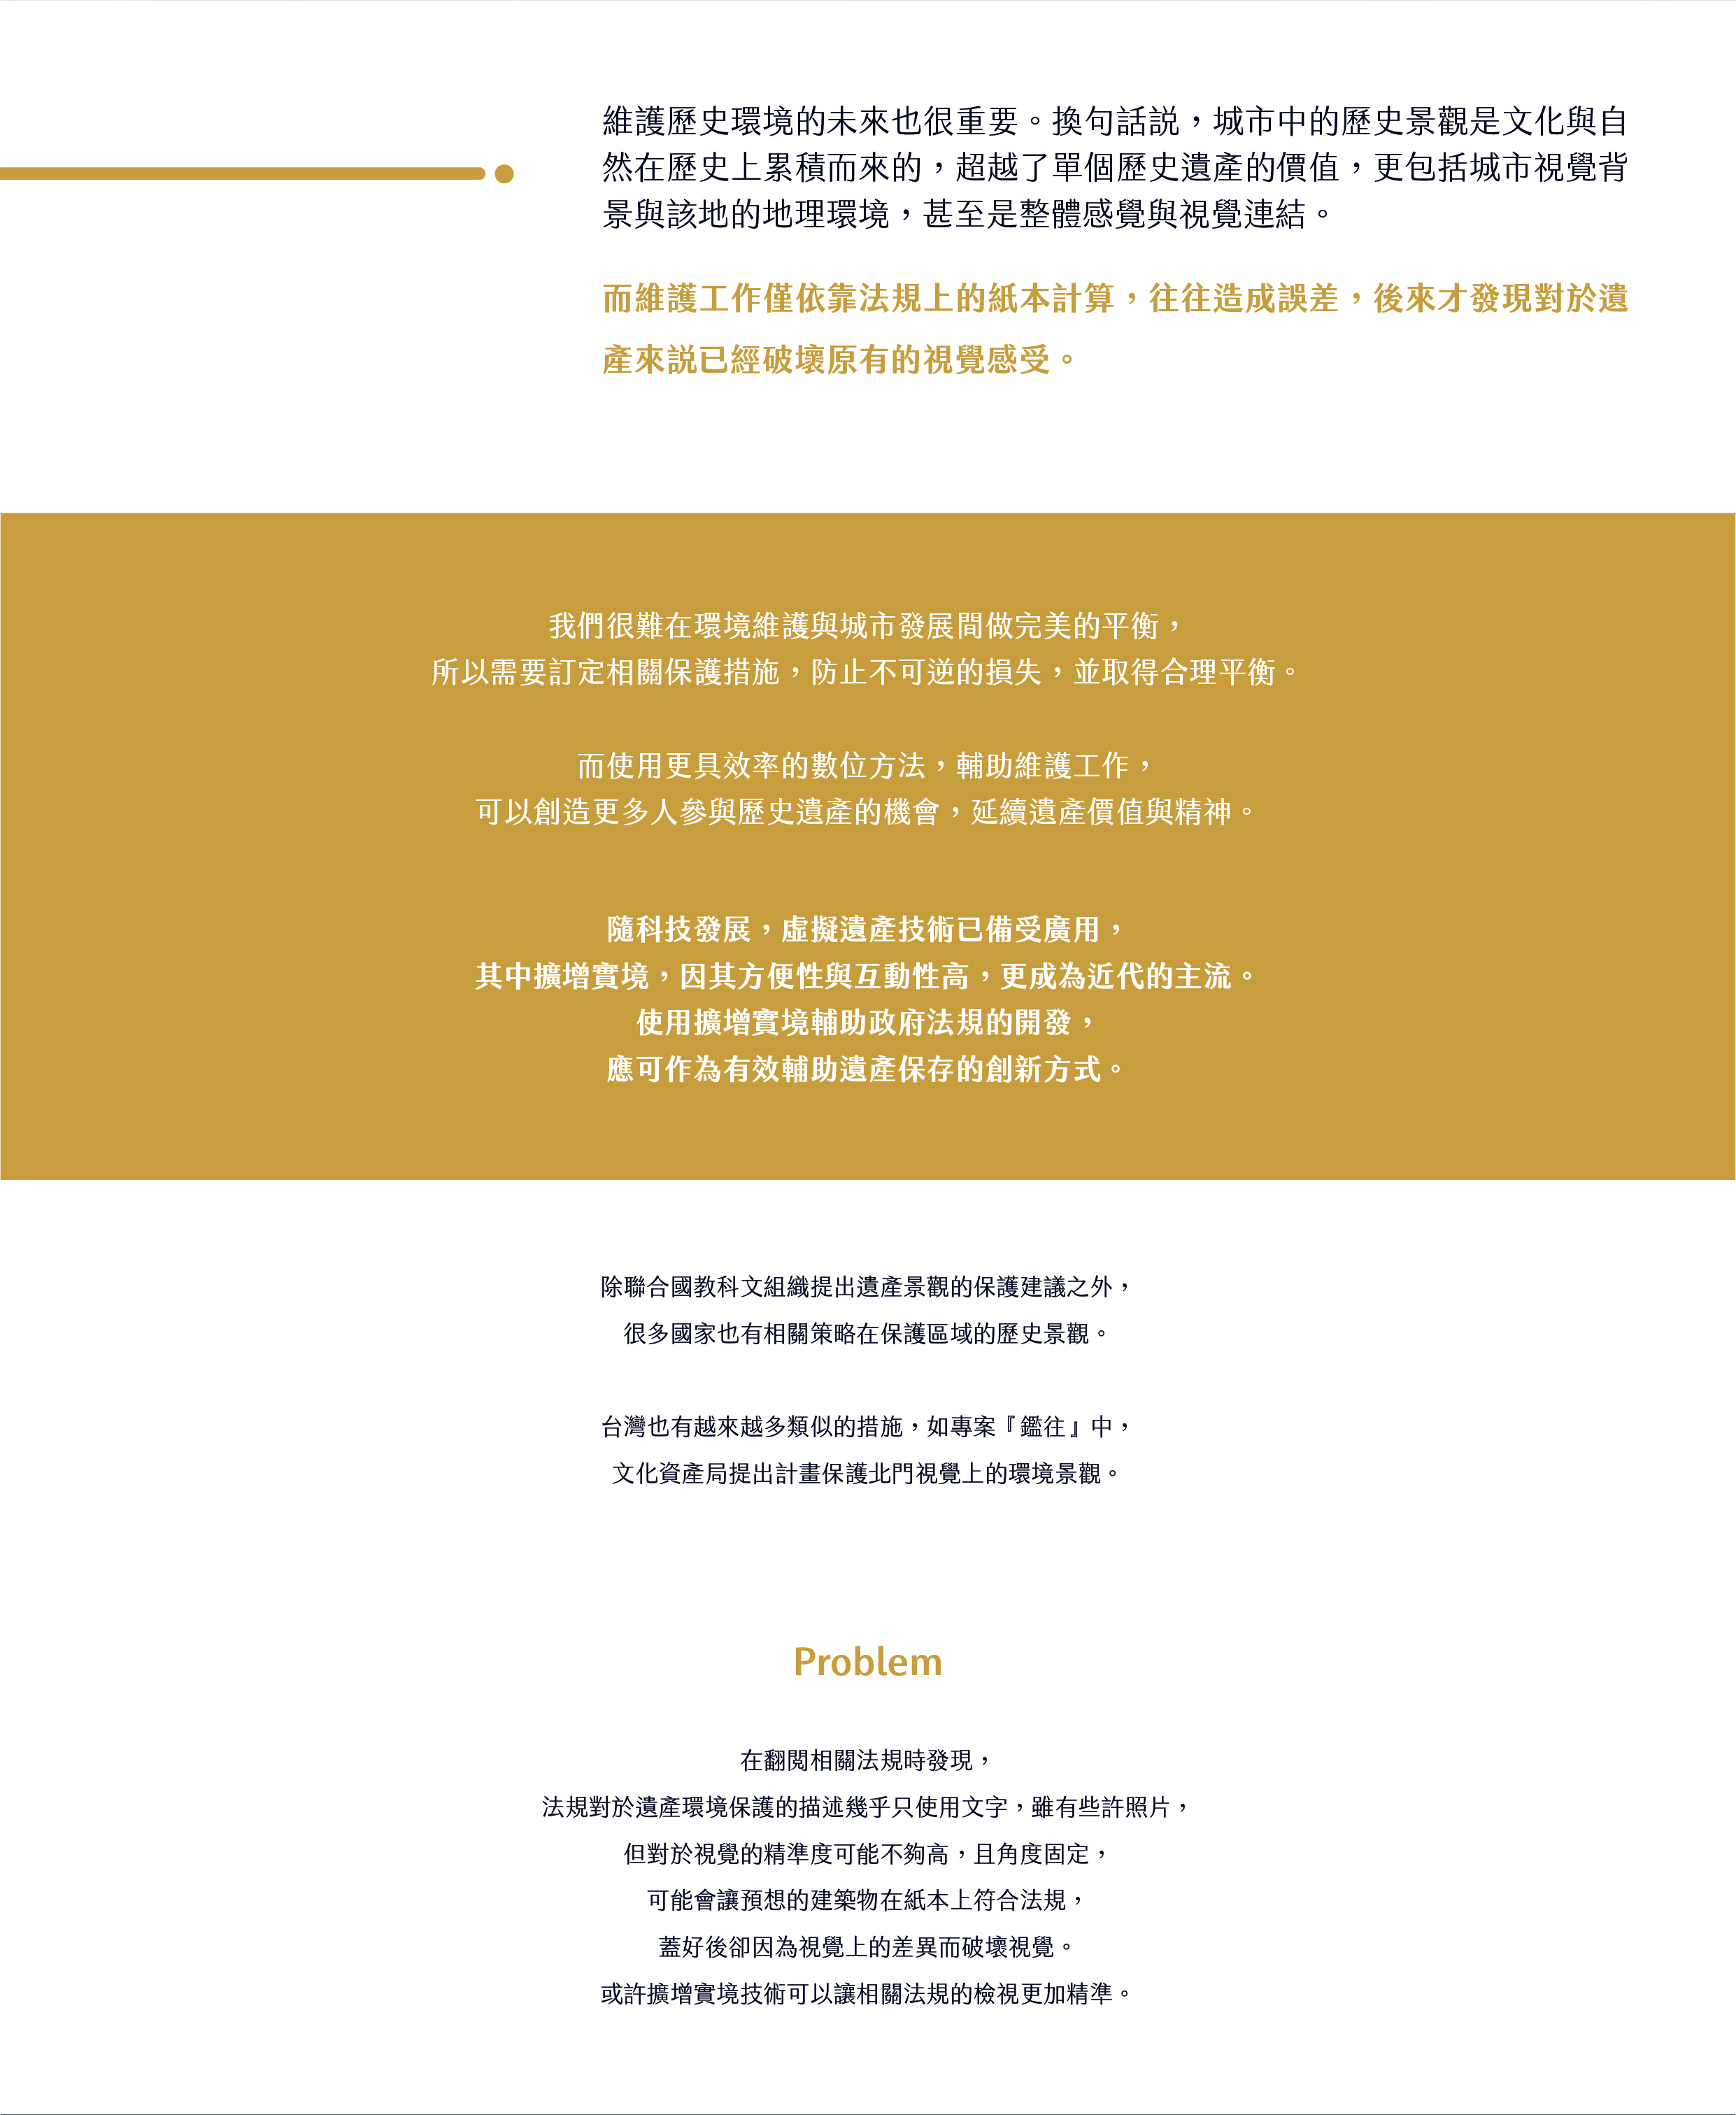 維護歷史環境的未來也很重要。換句話説，城市中的歷史景觀是文化與自
然在歷史上累積而來的，超越了單個歷史遺產的價值，更包括城市視覺背
景與該地的地理環境，甚至是整體感覺與視覺連結。
而維護工作僅依靠法規上的紙本計算，往往造成誤差，後來才發現對於遺
產來説已經破壞原有的視覺感受。
我們很難在環境維護與城市發展間做完美的平衡，
所以需要訂定相關保護措施，防止不可逆的損失，並取得合理平衡。
而使用更具效率的數位方法，輔助維護工作，
可以創造更多人參與歷史遺產的機會，延續遺產價值與精神。
隨科技發展，虛擬遺產技術已備受廣用，
其中擴增實境，因其方便性與互動性高，更成為近代的主流。
使用擴增實境輔助政府法規的開發，
應可作為有效輔助遺產保存的創新方式。
除聯合國教科文組織提出遺產景觀的保護建議之外，
很多國家也有相關策略在保護區域的歷史景觀。
台灣也有越來越多類似的措施，如專案『鑑往』中，
文化資產局提出計畫保護北門視覺上的環境景觀。
Problem
在翻閱相關法規時發現，
法規對於遺產環境保護的描述幾乎只使用文字，雖有些許照片，
但對於視覺的精準度可能不夠高，且角度固定，
可能會讓預想的建築物在紙本上符合法規，
蓋好後卻因為視覺上的差異而破壞視覺。
或許擴增實境技術可以讓相關法規的檢視更加精準。